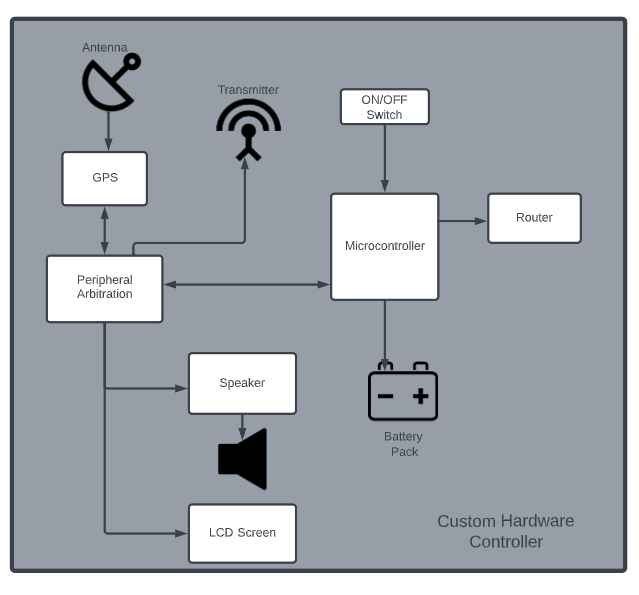 Antenna
Transmitter
ON/OFF
Switch
GPS
Router
Microcontroller
Peripheral
Arbitration
Speaker
Battery
Pack
LCD Screen
Custom Hardware
Controller